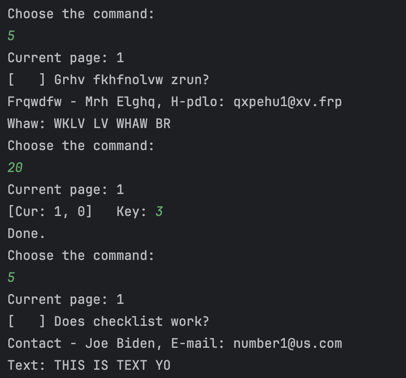 Choose the command:
5
Current page: 1
[   ] Grhv fkhfnolvw zrun?
Frqwdfw - Mrh Elghq, H-pdlo: qxpehu1@xv.frp
Whaw: WKLV LV WHAW BR
Choose the command:
20
Current page: 1
[Cur: 1, 0]   Key: 3
Done.
Choose the command:
5
Current page: 1
[   ] Does checklist work?
Contact - Joe Biden, E-mail: number1@us.com
Text: THIS IS TEXT YO